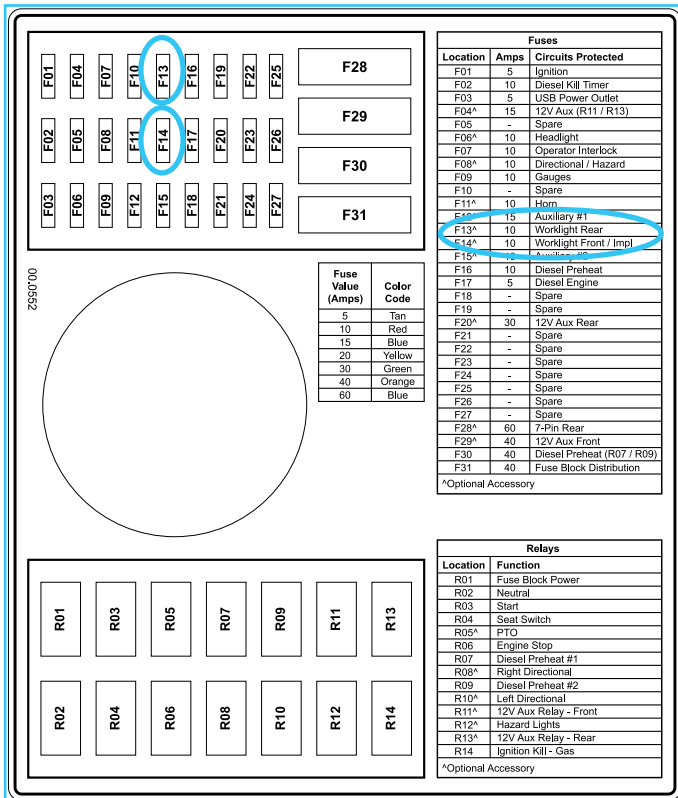 F01 F04 F07 F10 F13 F16 F19 F22 F25
F02 F05 F08 F11 F14 F17 F20 F23 F26
F03 F06 F09 F12 F15 F18 F21 F24 F27
F28
F29
F30
F31
00.0552
Fuse Value (Amps) Color Code
5 Tan
10 Red
15 Blue
20 Yellow
30 Green
40 Orange
60 Blue
R01 R03 R05 R07 R09 R11 R13
R02 R04 R06 R08 R10 R12 R14
Fuses
Location Amps Circuits Protected
F01 5 Ignition
F02 10 Diesel Kill Timer
F03 5 USB Power Outlet
F04^ 15 12V Aux (R11 / R13)
F05 - Spare
F06^ 10 Headlight
F07 10 Operator Interlock
F08^ 10 Directional / Hazard
F09 10 Gauges
F10 - Spare
F11^ 10 Horn
15 Auxiliary #1
F13^ 10 Worklight Rear
F14^ 10 Worklight Front / Impl
F15^
F16 10 Diesel Preheat
F17 5 Diesel Engine
F18 - Spare
F19 - Spare
F20^ 30 12V Aux Rear
F21 - Spare
F22 - Spare
F23 - Spare
F24 - Spare
F25 - Spare
F26 - Spare
F27 - Spare
F28^ 60 7-Pin Rear
F29^ 40 12V Aux Front
F30 40 Diesel Preheat (R07 / R09)
F31 40 Fuse Block Distribution
^Optional Accessory
Relays
Location Function
R01 Fuse Block Power
R02 Neutral
R03 Start
R04 Seat Switch
R05^ PTO
R06 Engine Stop
R07 Diesel Preheat #1
R08^ Right Directional
R09 Diesel Preheat #2
R10^ Left Directional
R11^ 12V Aux Relay - Front
R12^ Hazard Lights
R13^ 12V Aux Relay - Rear
R14 Ignition Kill - Gas
^Optional Accessory